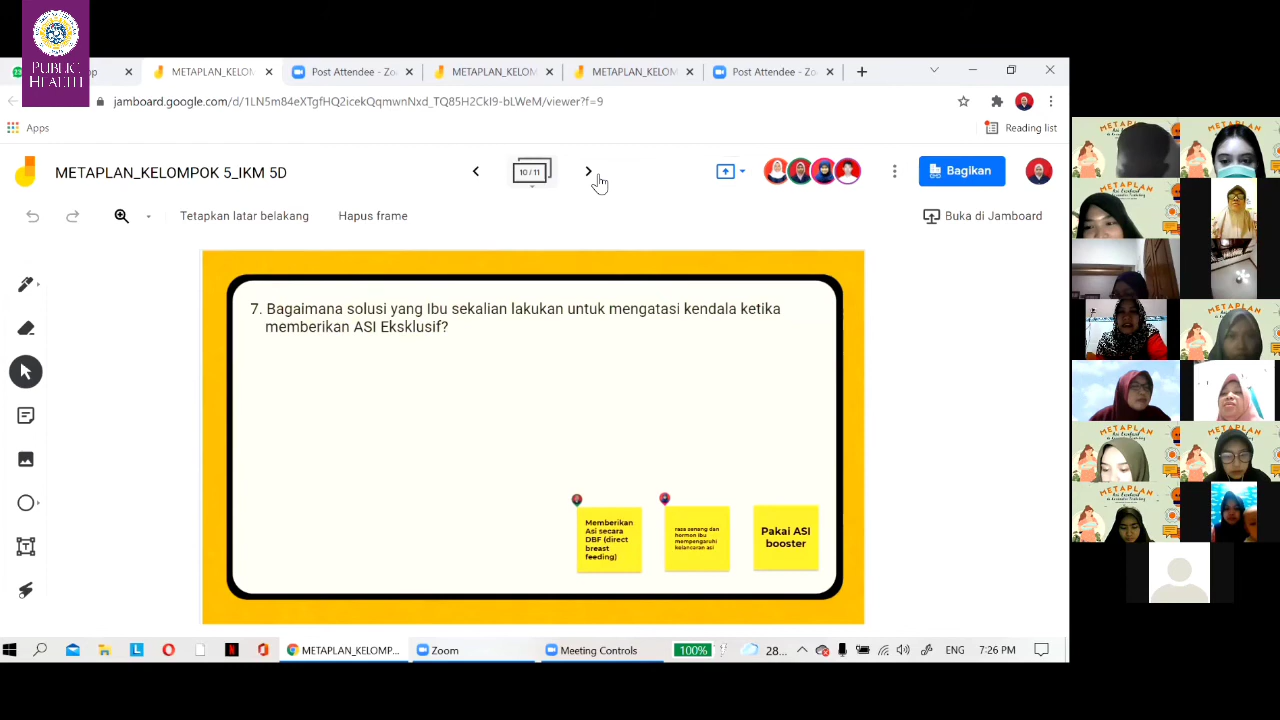 PUBLIC
HEALTH
METAPLAN_KELOM
Post Attendee - Zo
METAPLAN_KELOM
METAPLAN_KELOM
Post Attendee - Zo
jamboard.google.com/d/1LN5m84eXTgfHQ2icekQqmwnNxd_TQ85H2CkI9-bLWeM/viewer?f=9
Apps
Reading list
METAPLAN_KELOMPOK 5_IKM 5D
10 / 11
Bagikan
Tetapkan latar belakang
Hapus frame
Buka di Jamboard
7. Bagaimana solusi yang Ibu sekalian lakukan untuk mengatasi kendala ketika
memberikan ASI Eksklusif?
Memberikan
Asi secara
DBF (direct
breast
feeding)
rasa senang dan
hormon ibu
mempengaruhi
kelancaran asi
Pakai ASI
booster
METAPLAN
METAPLAN
METAPLAN
METAPLAN
METAPLAN
METAPLAN
METAPLAN
METAPLAN_KELOMP...
Zoom
Meeting Controls
100%
28...
ENG
7:26 PM